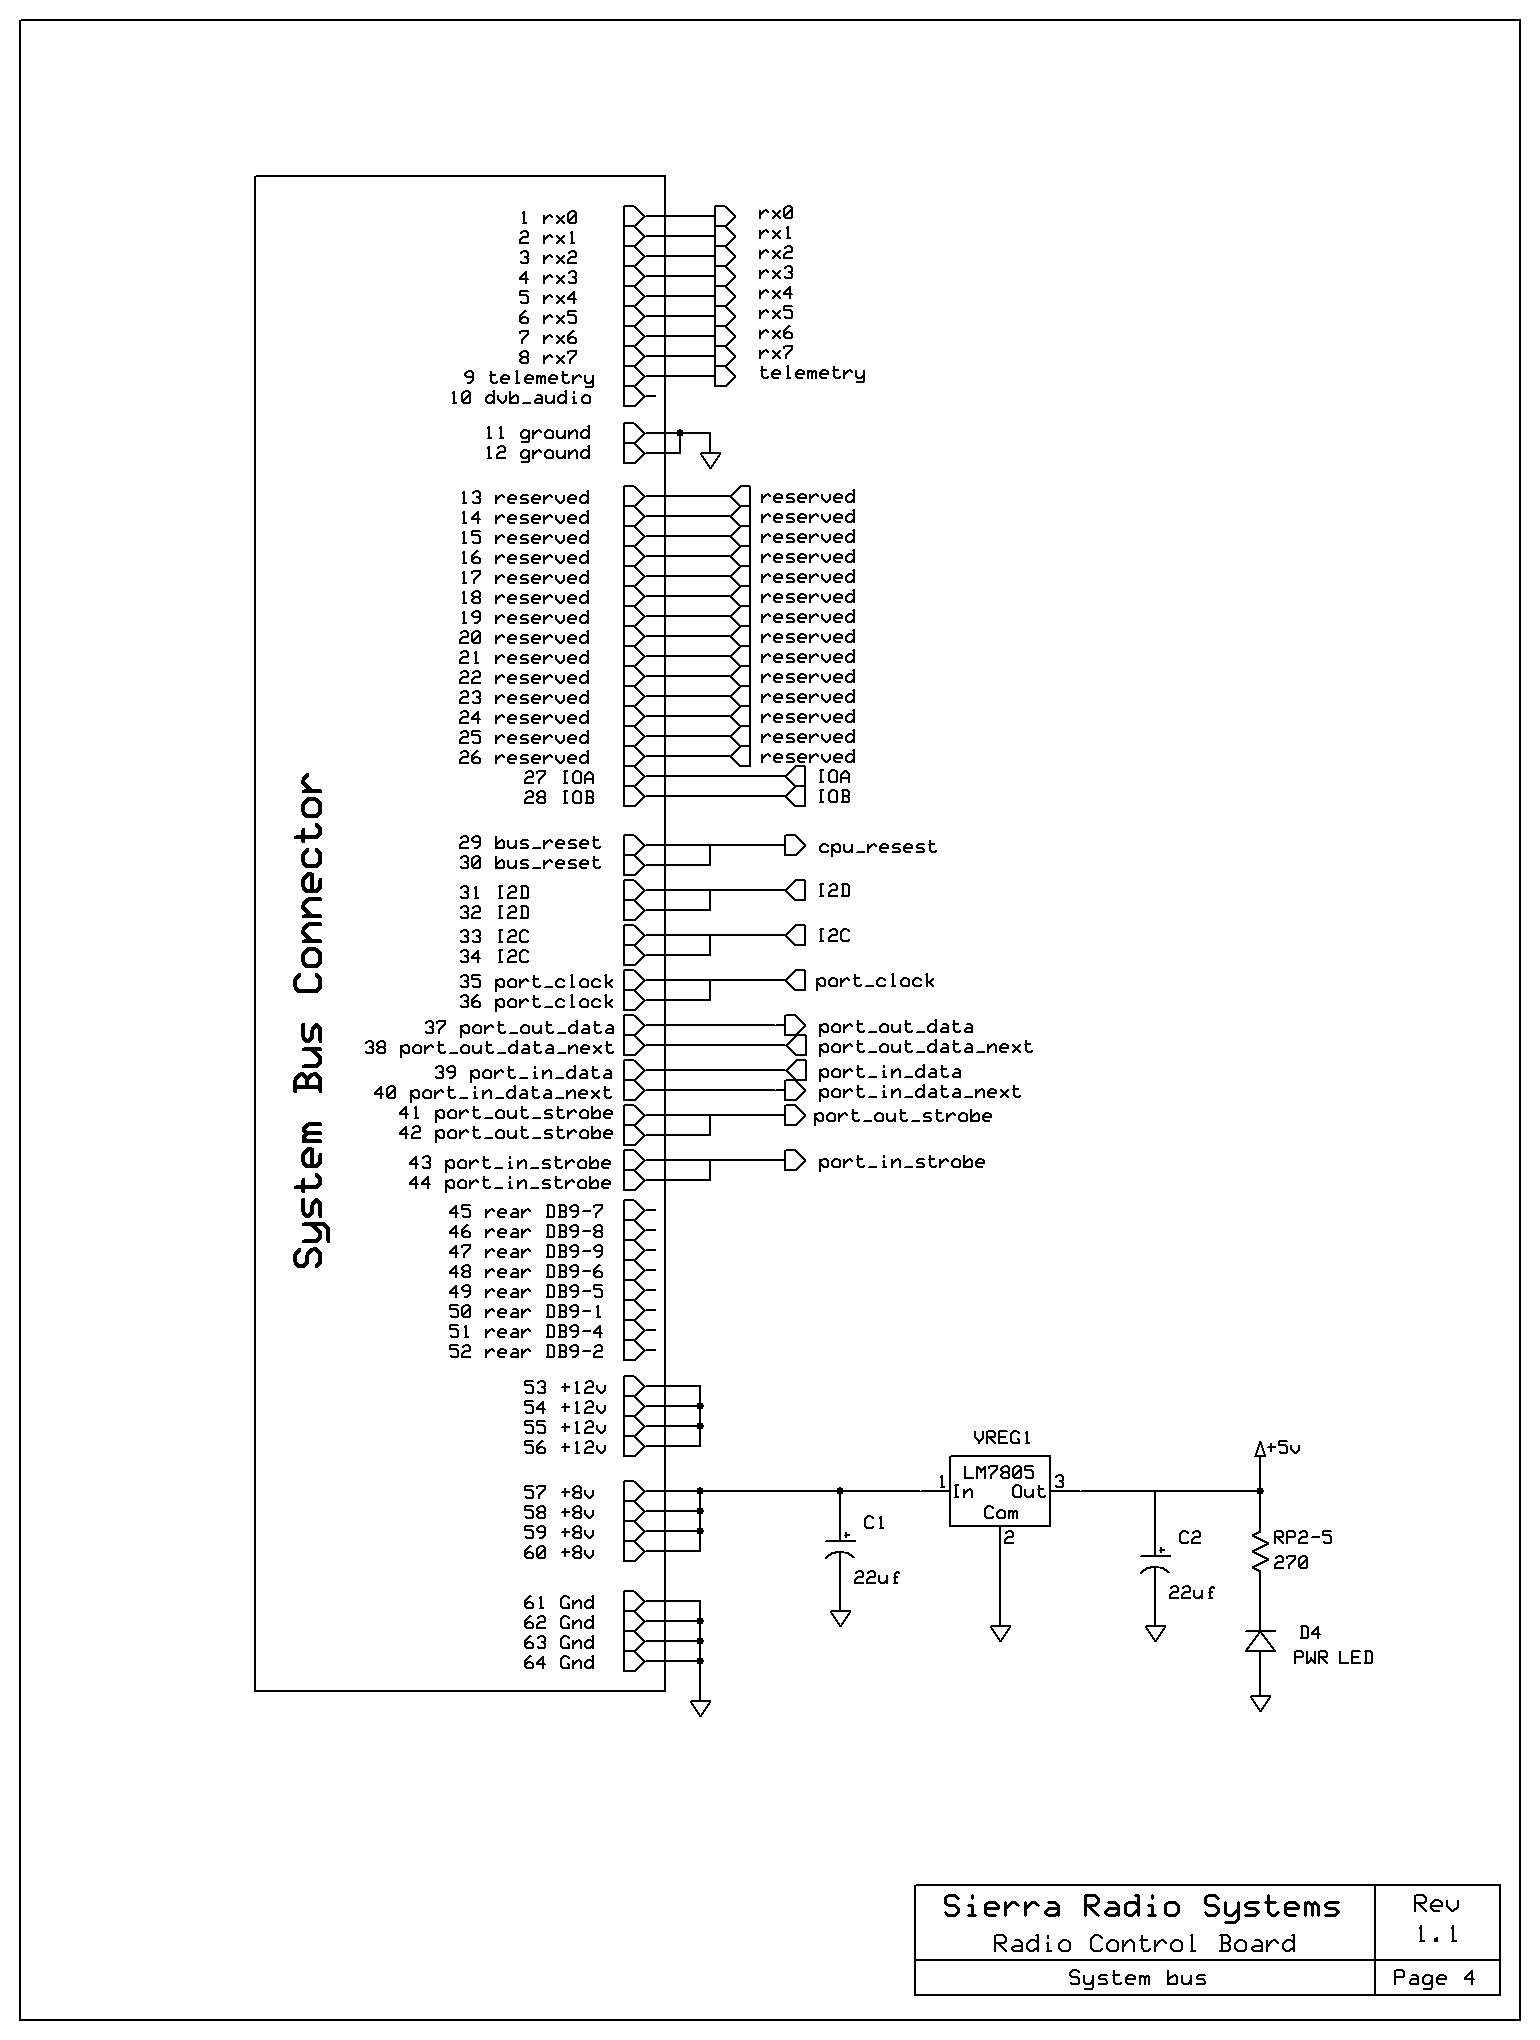 1 rx0 rx0
2 rx1 rx1
3 rx2 rx2
4 rx3 rx3
5 rx4 rx4
6 rx5 rx5
7 rx6 rx6
8 rx7 rx7
9 telemetry telemetry
10 dvb_audio
11 ground
12 ground
13 reserved reserved
14 reserved reserved
15 reserved reserved
16 reserved reserved
17 reserved reserved
18 reserved reserved
19 reserved reserved
20 reserved reserved
21 reserved reserved
22 reserved reserved
23 reserved reserved
24 reserved reserved
25 reserved reserved
26 reserved reserved
27 IOA IOA
28 IOB IOB
29 bus_reset cpu_resest
30 bus_reset
31 I2D I2D
32 I2D
33 I2C I2C
34 I2C
35 port_clock port_clock
36 port_clock
37 port_out_data port_out_data
38 port_out_data_next port_out_data_next
39 port_in_data port_in_data
40 port_in_data_next port_in_data_next
41 port_out_strobe port_out_strobe
42 port_out_strobe
43 port_in_strobe port_in_strobe
44 port_in_strobe
45 rear DB9-7
46 rear DB9-8
47 rear DB9-9
48 rear DB9-6
49 rear DB9-5
50 rear DB9-1
51 rear DB9-4
52 rear DB9-2
53 +12v
54 +12v
55 +12v
56 +12v
57 +8v
58 +8v
59 +8v
60 +8v
61 Gnd
62 Gnd
63 Gnd
64 Gnd
System Bus Connector
VREG1
LM7805
1 In Out 3
Com
2
+5v
C1
+
22uf
C2
+
22uf
RP2-5
270
D4
PWR LED
Sierra Radio Systems
Radio Control Board
Rev
1.1
System bus
Page 4